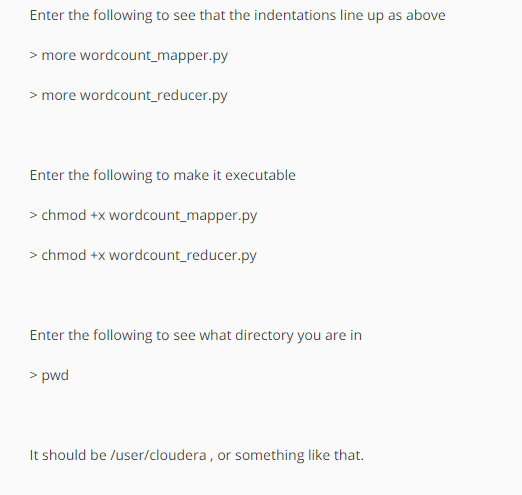 Enter the following to see that the indentations line up as above
> more wordcount_mapper.py
> more wordcount_reducer.py
Enter the following to make it executable
> chmod +x wordcount_mapper.py
> chmod +x wordcount_reducer.py
Enter the following to see what directory you are in
> pwd
It should be /user/cloudera , or something like that.